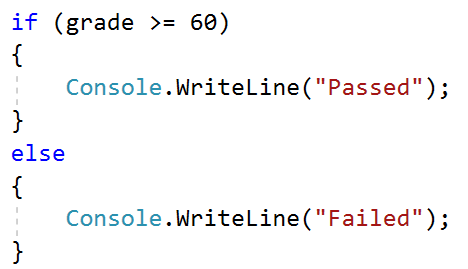 if (grade >= 60)
{
    Console.WriteLine("Passed");
}
else
{
    Console.WriteLine("Failed");
}